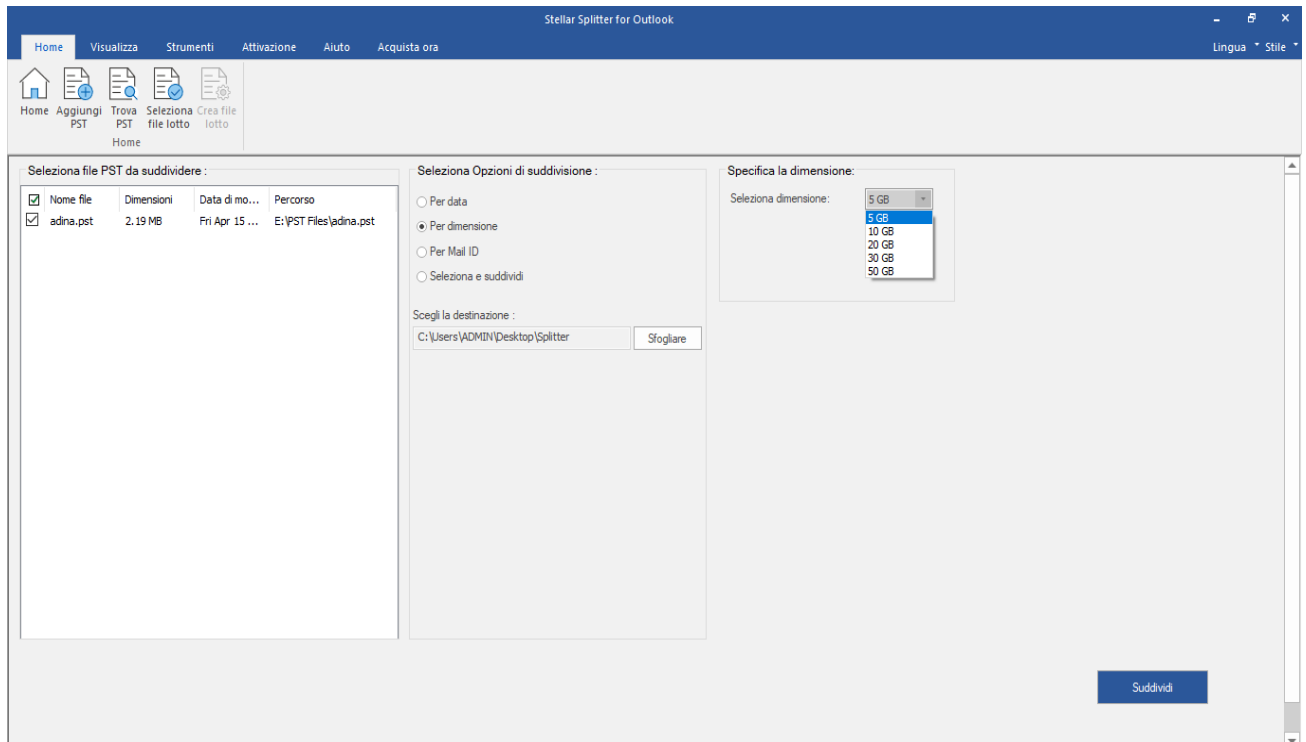 Stellar Splitter for Outlook
Home Visualizza Strumenti Attivazione Aiuto Acquista ora Lingua Stile
Home Aggiungi PST Trova PST Seleziona file lotto Crea file lotto
Home
Seleziona file PST da suddividere :
Nome file Dimensioni Data di mo... Percorso
adina.pst 2.19 MB Fri Apr 15 ... E:\PST Files\adina.pst
Seleziona Opzioni di suddivisione :
Per data
Per dimensione
Per Mail ID
Seleziona e suddividi
Scegli la destinazione :
C:\Users\ADMIN\Desktop\Splitter Sfogliare
Specifica la dimensione:
Seleziona dimensione: 5 GB
5 GB
10 GB
20 GB
30 GB
50 GB
Suddividi